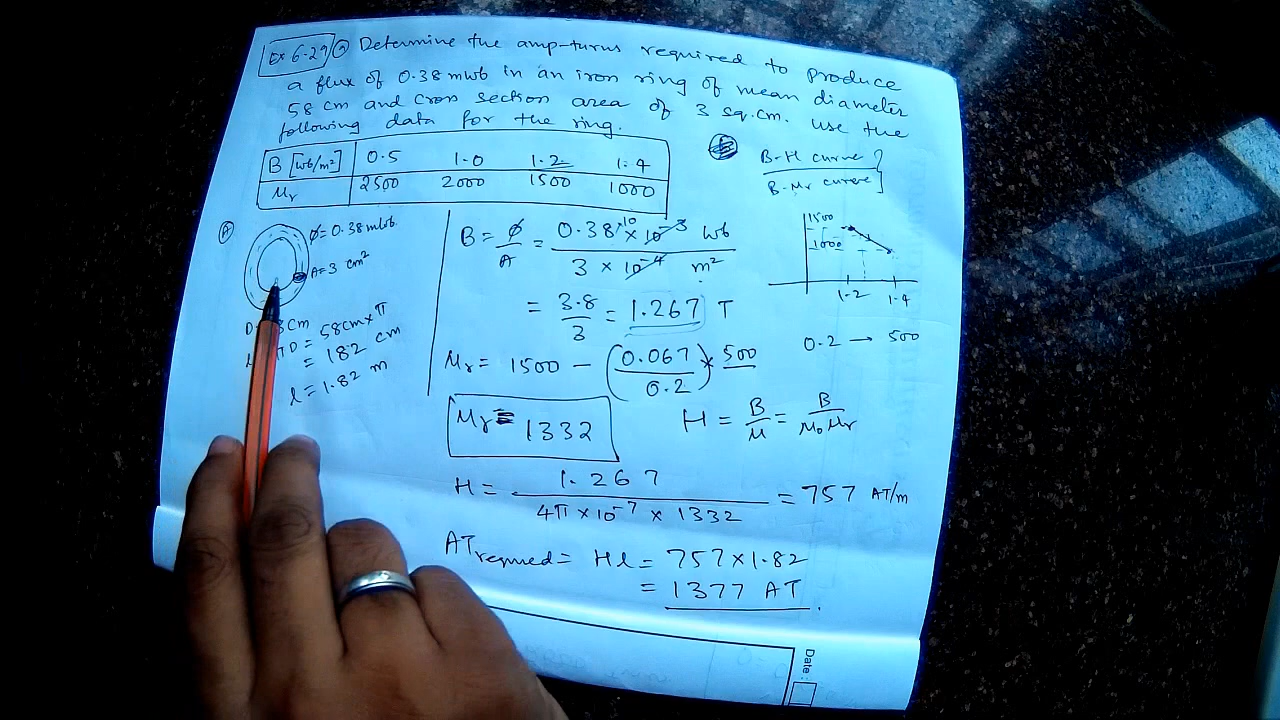 Ex 6-29 Q Determine the amp-turns required to produce
a flux of 0.38 mwb in an iron ring of mean diameter
58 cm and cross section area of 3 sq.cm. use the
following data for the ring.
B [wb/m²] 0.5 1.0 1.2 1.4
μr 2500 2000 1500 1000
B-H curve
B-μr curve
A
φ=0.38mwb
A=3 cm²
Cm
D = 58cm×π
= 182 cm
l = 1.82 m
B = φ/A = 0.38×10⁻³ wb / 3 × 10⁻⁴ m²
10
= 3.8/3 = 1.267 T
μr = 1500 - (0.067/0.2) × 500
μr = 1332
1500
1000
1.2 1.4
0.2 → 500
H = B/μ = B/μ₀μr
H = 1.267 / 4π×10⁻⁷ × 1332 = 757 AT/m
AT required = Hl = 757×1.82
= 1377 AT
Date: